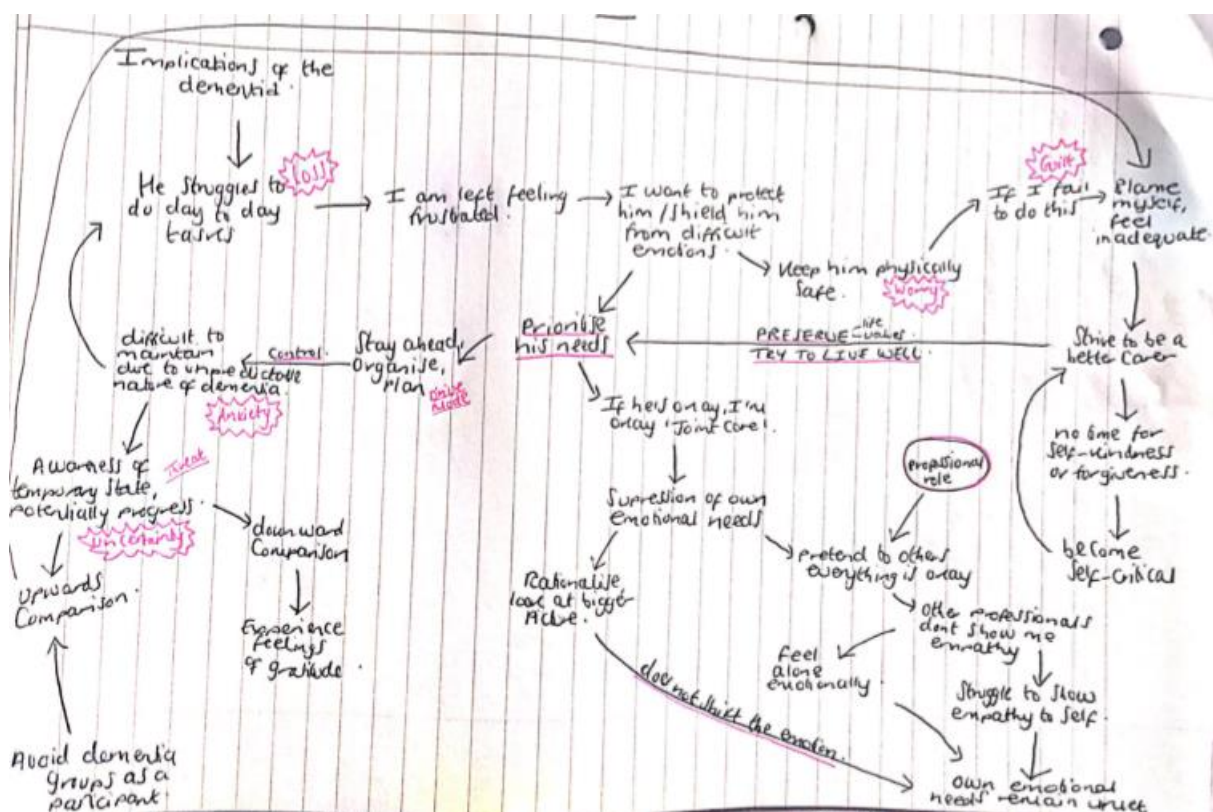 Implications of the
dementia.
He struggles to
do day to day
tasks
Loss
I am left feeling
frustrated.
I want to protect
him/shield him
from difficult
emotions.
Keep him physically
safe.
Worry
Guilt
If I fail
to do this
Blame
myself,
feel
inadequate.
Strive to be a
better carer
no time for
self-kindness
or forgiveness.
become
self-critical
PRESERVE life values.
TRY TO LIVE WELL
Prioritise
his needs
Stay ahead,
organise,
plan
Drive
mode
Control
difficult to
maintain
due to unpredictable
nature of dementia.
Anxiety
Awarness of
temporary state,
potentially progress.
Threat
Uncertainty
upwards
Comparison.
Avoid dementia
groups as a
participant.
downward
Comparison
Experience
feelings
of gratitude.
If he's okay, I'm
okay 'Joint Care'.
Supression of own
emotional needs
Rationalise
look at bigger
does not shift the emotion.
professional
role
pretend to others
everything is okay
Other professionals
dont show me
empathy
feel
alone
emotionally.
Struggle to show
empathy to self.
own emotional
needs remain unmet